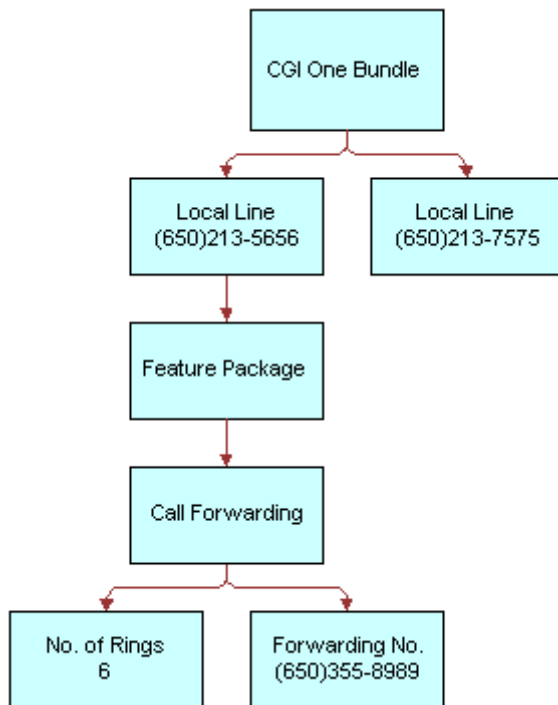 CGI One Bundle
Local Line
(650)213-5656
Local Line
(650)213-7575
Feature Package
Call Forwarding
No. of Rings
6
Forwarding No.
(650)355-8989